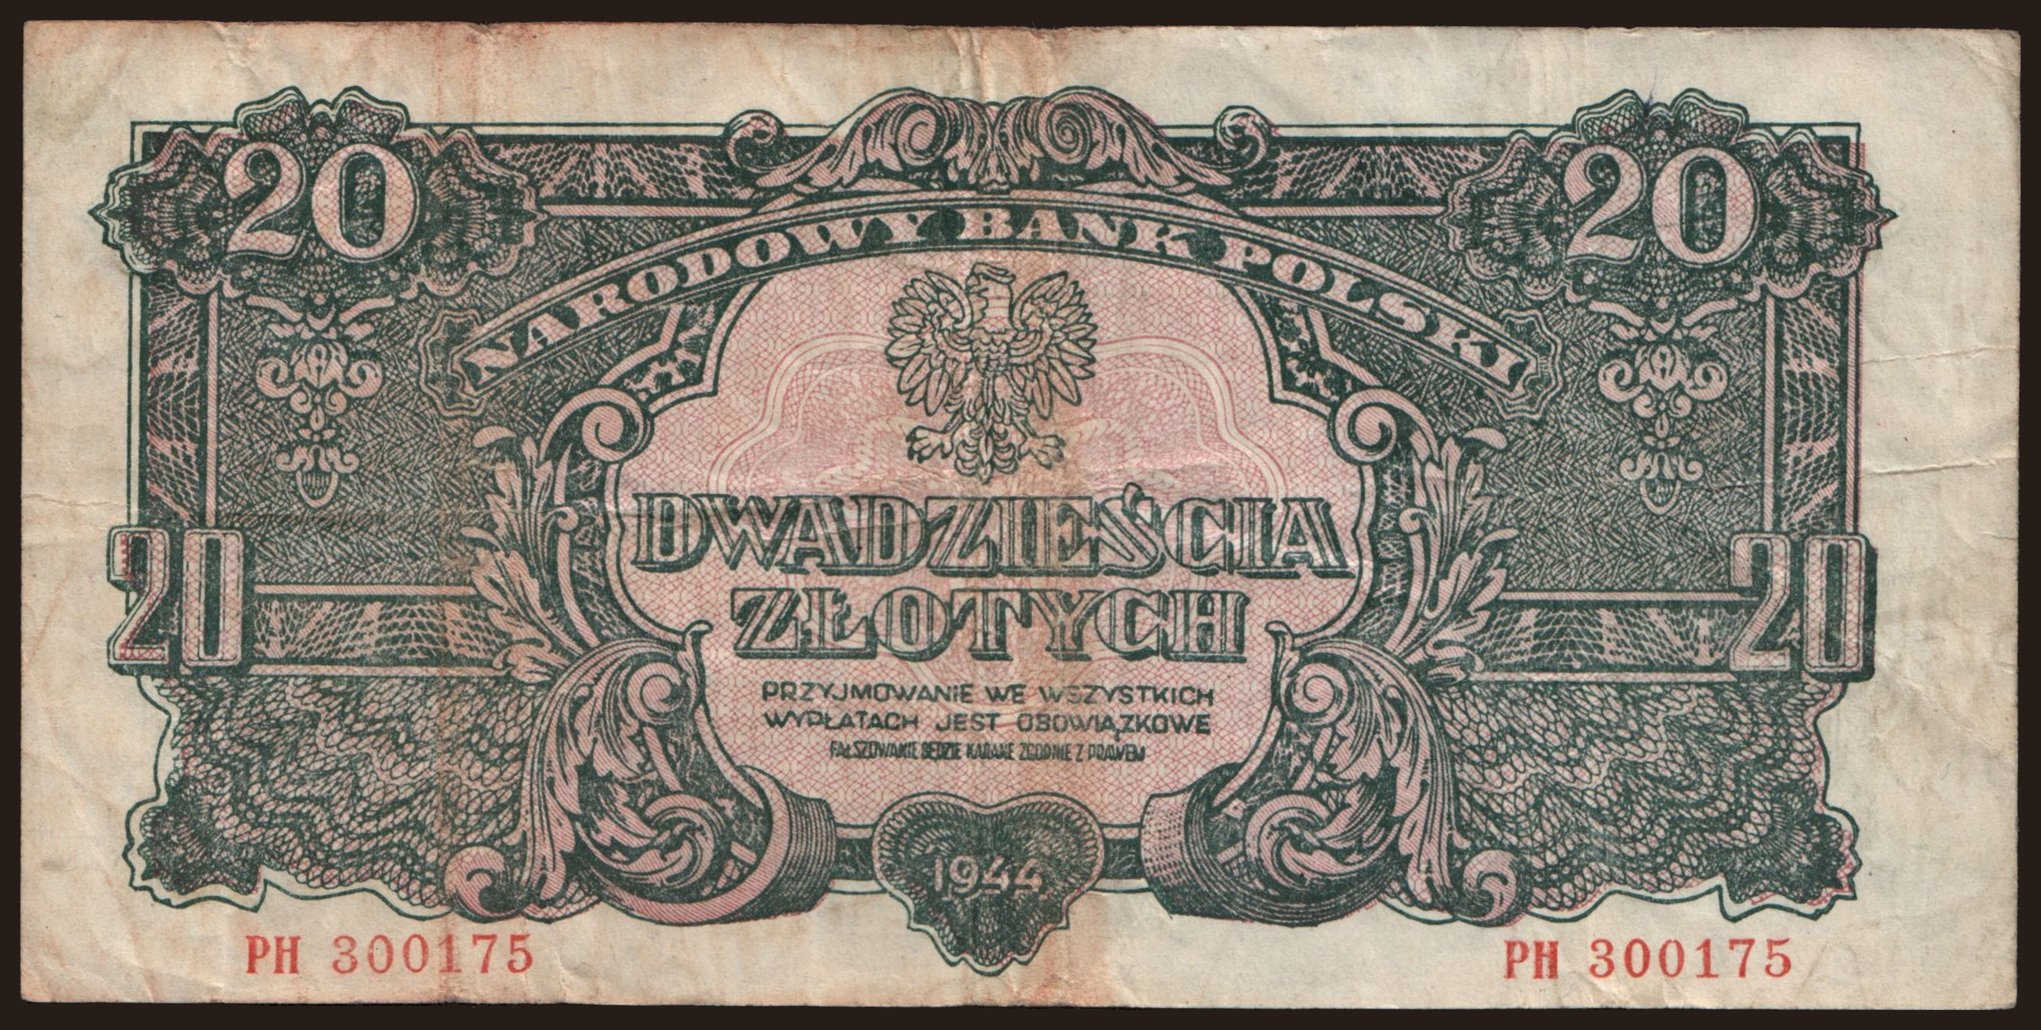 20 20
NARODOWY BANK POLSKI
DWADZIEŚCIA
ZŁOTYCH
20 20
PRZYJMOWANIE WE WSZYSTKICH
WYPŁATACH JEST OBOWIĄZKOWE
FAŁSZOWANIE BĘDZIE KARANE ZGODNIE Z PRAWEM
1944
PH 300175 PH 300175